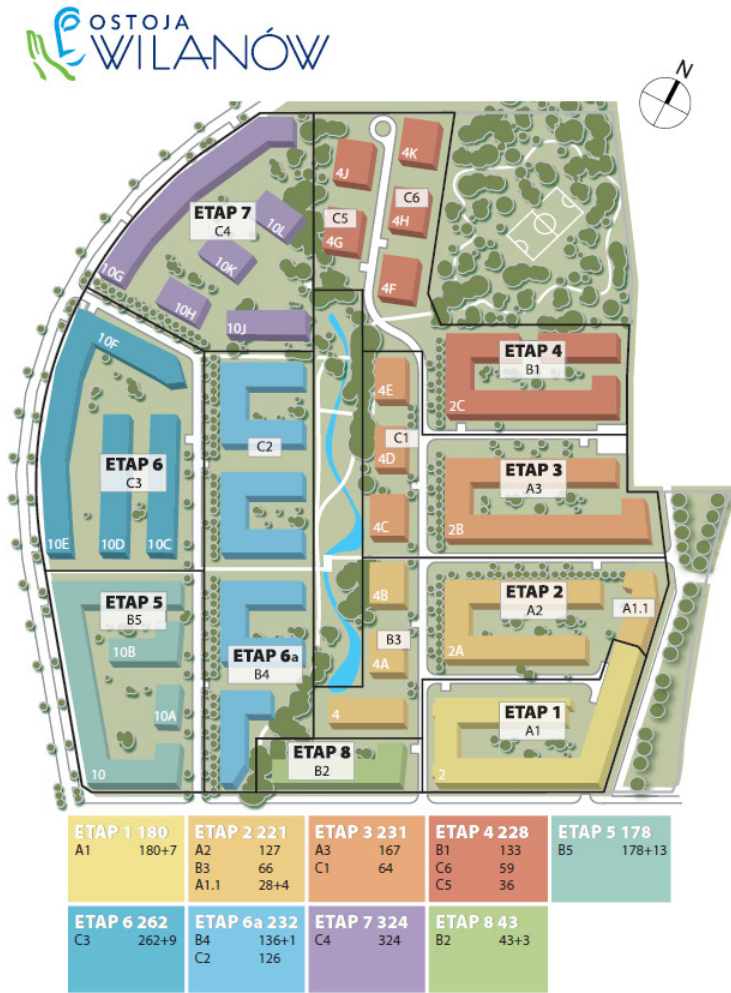 OSTOJA
WILANÓW
N
4K
4J
ETAP 7
C4
C6
C5
4H
10L
4G
10K
10G
4F
10H
10J
10F
ETAP 4
B1
4E
2C
C2
C1
4D
ETAP 6
C3
ETAP 3
A3
4C
2B
10E
10D
10C
4B
ETAP 5
B5
ETAP 2
A2
A1.1
B3
10B
2A
ETAP 6a
B4
4A
10A
4
ETAP 1
A1
ETAP 8
B2
10
2
ETAP 1 180
A1 180+7
ETAP 2 221
A2 127
B3 66
A1.1 28+4
ETAP 3 231
A3 167
C1 64
ETAP 4 228
B1 133
C6 59
C5 36
ETAP 5 178
B5 178+13
ETAP 6 262
C3 262+9
ETAP 6a 232
B4 136+1
C2 126
ETAP 7 324
C4 324
ETAP 8 43
B2 43+3